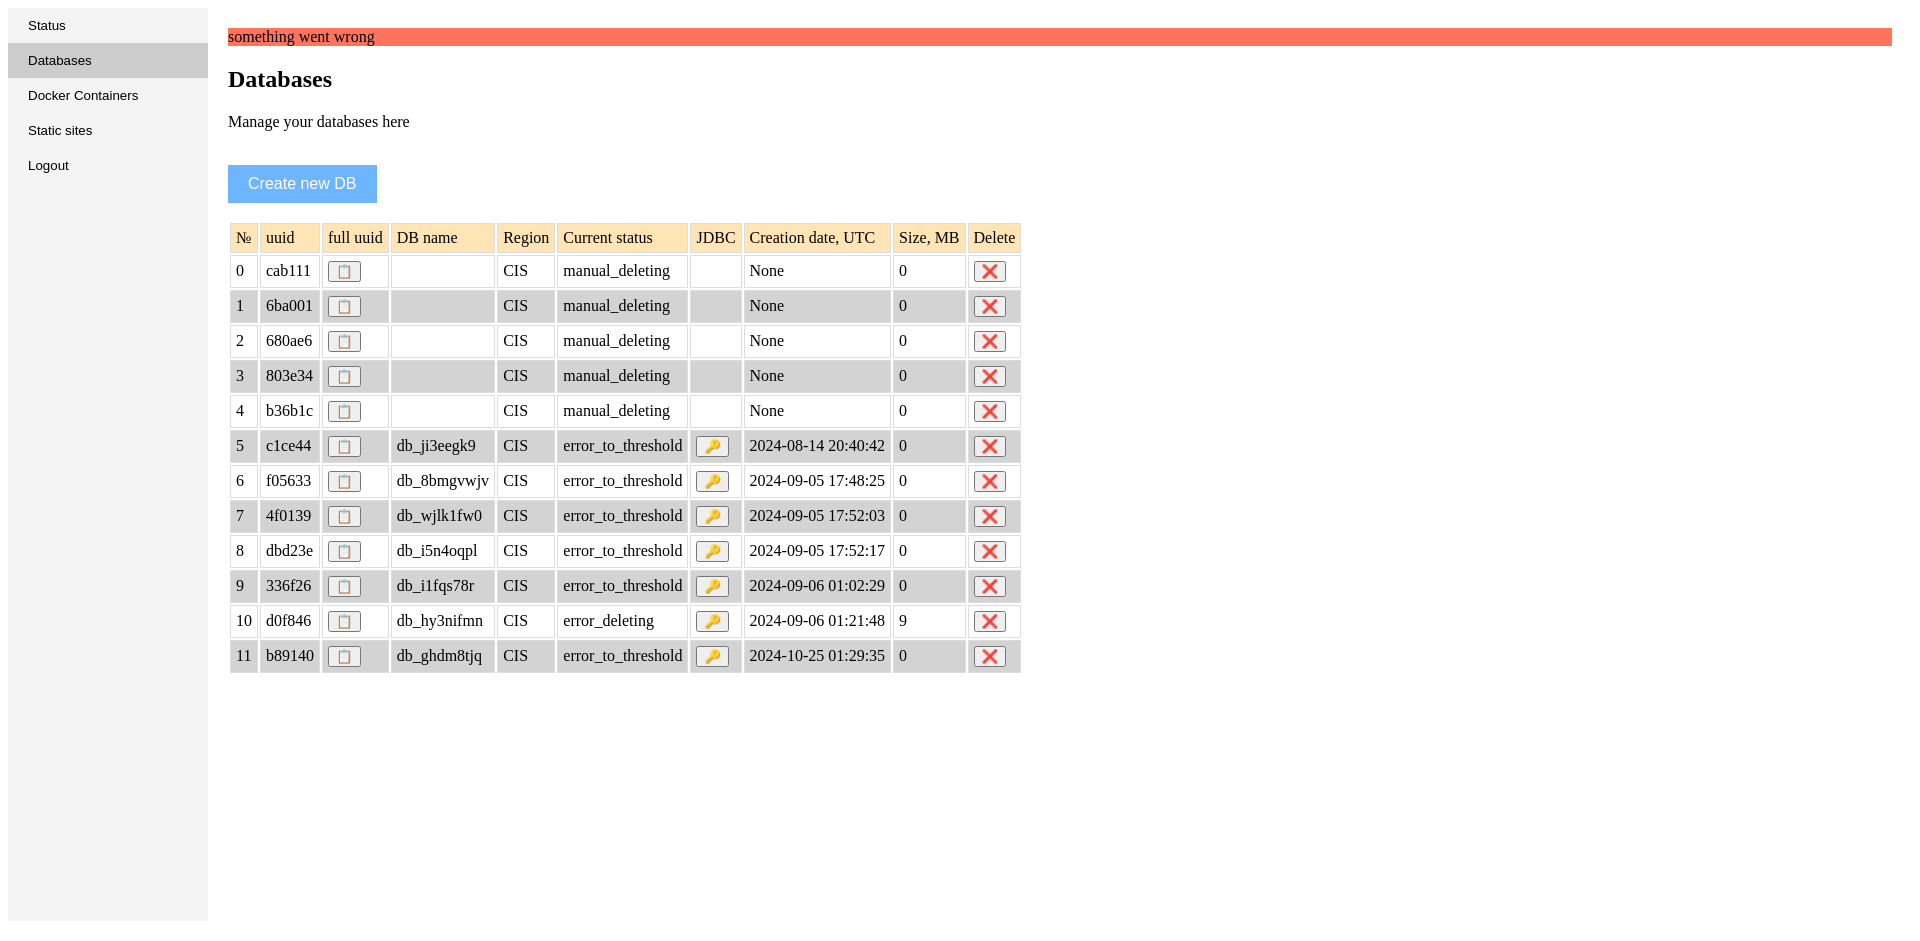 Status
Databases
Docker Containers
Static sites
Logout
something went wrong
Databases
Manage your databases here
Create new DB
№ uuid full uuid DB name Region Current status JDBC Creation date, UTC Size, MB Delete
0 cab111 CIS manual_deleting None 0
1 6ba001 CIS manual_deleting None 0
2 680ae6 CIS manual_deleting None 0
3 803e34 CIS manual_deleting None 0
4 b36b1c CIS manual_deleting None 0
5 c1ce44 db_ji3eegk9 CIS error_to_threshold 2024-08-14 20:40:42 0
6 f05633 db_8bmgvwjv CIS error_to_threshold 2024-09-05 17:48:25 0
7 4f0139 db_wjlk1fw0 CIS error_to_threshold 2024-09-05 17:52:03 0
8 dbd23e db_i5n4oqpl CIS error_to_threshold 2024-09-05 17:52:17 0
9 336f26 db_i1fqs78r CIS error_to_threshold 2024-09-06 01:02:29 0
10 d0f846 db_hy3nifmn CIS error_deleting 2024-09-06 01:21:48 9
11 b89140 db_ghdm8tjq CIS error_to_threshold 2024-10-25 01:29:35 0